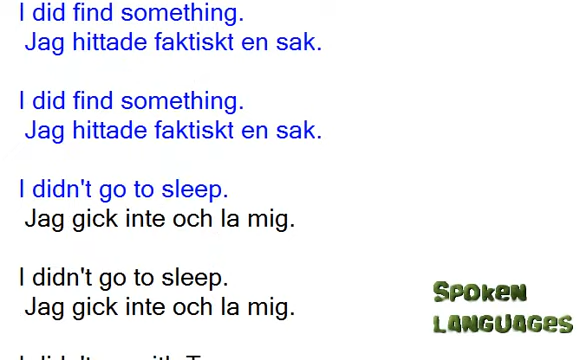 I did find something.
Jag hittade faktiskt en sak.
I did find something.
Jag hittade faktiskt en sak.
I didn't go to sleep.
Jag gick inte och la mig.
I didn't go to sleep.
Jag gick inte och la mig.
SPOKEN
LANGUAGES